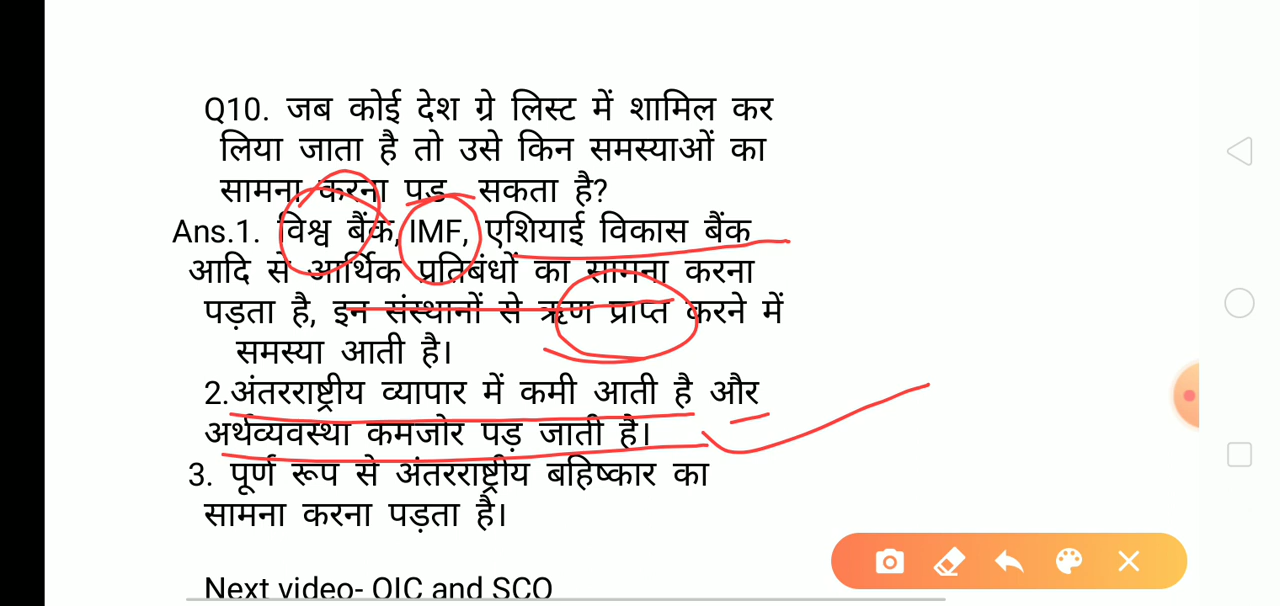 Q10. जब कोई देश ग्रे लिस्ट में शामिल कर
लिया जाता है तो उसे किन समस्याओं का
सामना करना पड़ सकता है?
Ans.1. विश्व बैंक, IMF, एशियाई विकास बैंक
आदि से आर्थिक प्रतिबंधों का सामना करना
पड़ता है, इन संस्थानों से ऋण प्राप्त करने में
समस्या आती है।
2.अंतरराष्ट्रीय व्यापार में कमी आती है और
अर्थव्यवस्था कमजोर पड़ जाती है।
3. पूर्ण रूप से अंतरराष्ट्रीय बहिष्कार का
सामना करना पड़ता है।
Next video- OIC and SCO